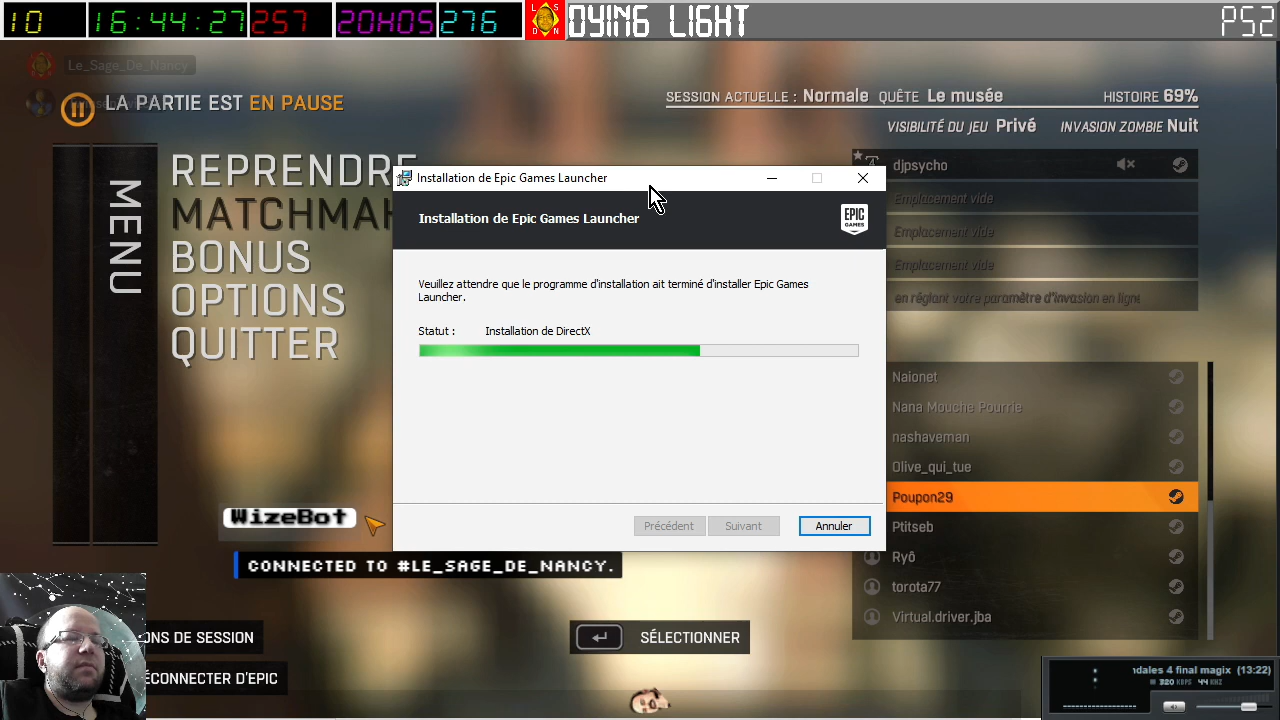 10 16:44:27 257 20H05 276 DYING LIGHT PS2
Le_Sage_De_Nancy
LA PARTIE EST EN PAUSE
SESSION ACTUELLE : Normale QUÊTE Le musée HISTOIRE 69%
VISIBILITÉ DU JEU Privé INVASION ZOMBIE Nuit
MENU
REPRENDRE
MATCHMAK
BONUS
OPTIONS
QUITTER
Installation de Epic Games Launcher
Installation de Epic Games Launcher
EPIC
GAMES
Veuillez attendre que le programme d'installation ait terminé d'installer Epic Games
Launcher.
Statut : Installation de DirectX
Précédent Suivant Annuler
djpsycho
Emplacement vide
Emplacement vide
Emplacement vide
en réglant votre paramètre d'invasion en ligne
Naionet
Nana Mouche Pourrie
nashaveman
Olive_qui_tue
Poupon29
Ptitseb
Ryô
torota77
Virtual.driver.jba
WizeBot
CONNECTED TO #LE_SAGE_DE_NANCY.
ONS DE SESSION
SÉLECTIONNER
ÉCONNECTER D'EPIC
ndales 4 final magix (13:22)
320 KBPS 44 KHZ